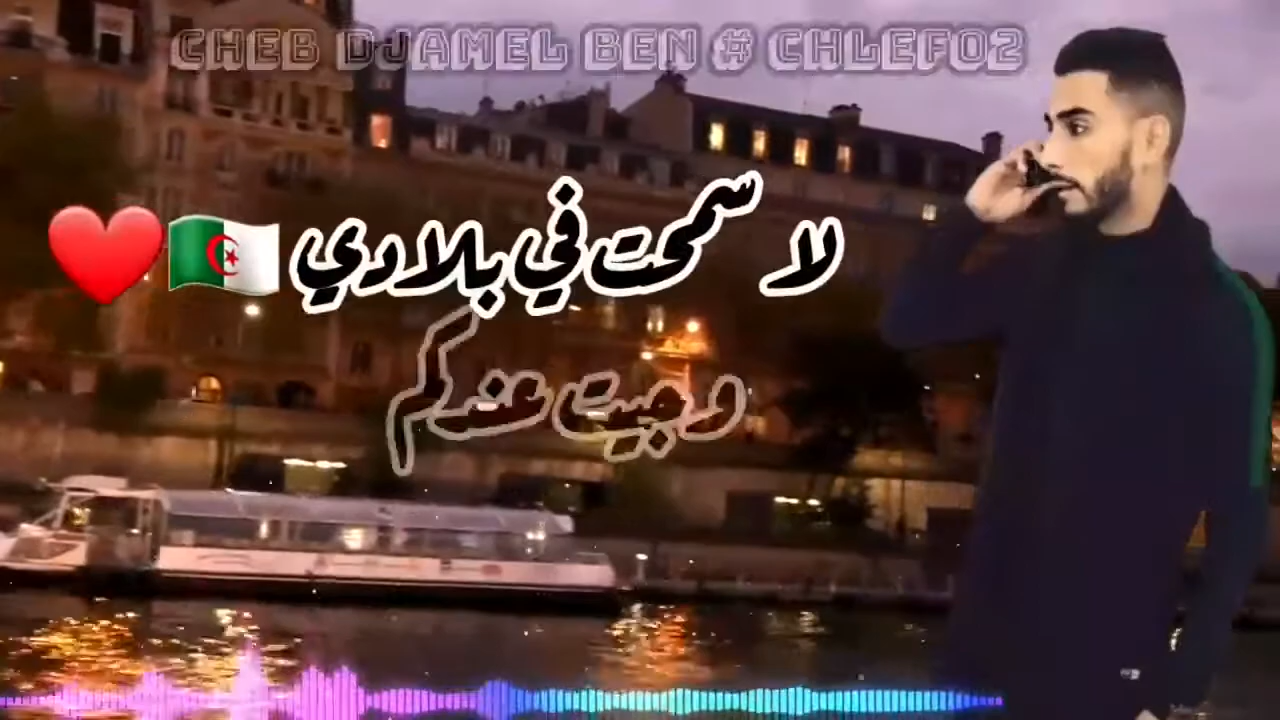 CHEB DJAMEL BEN # CHLEF02
لا سمحت في بلادي 🇩🇿❤️
وجيت عندكم